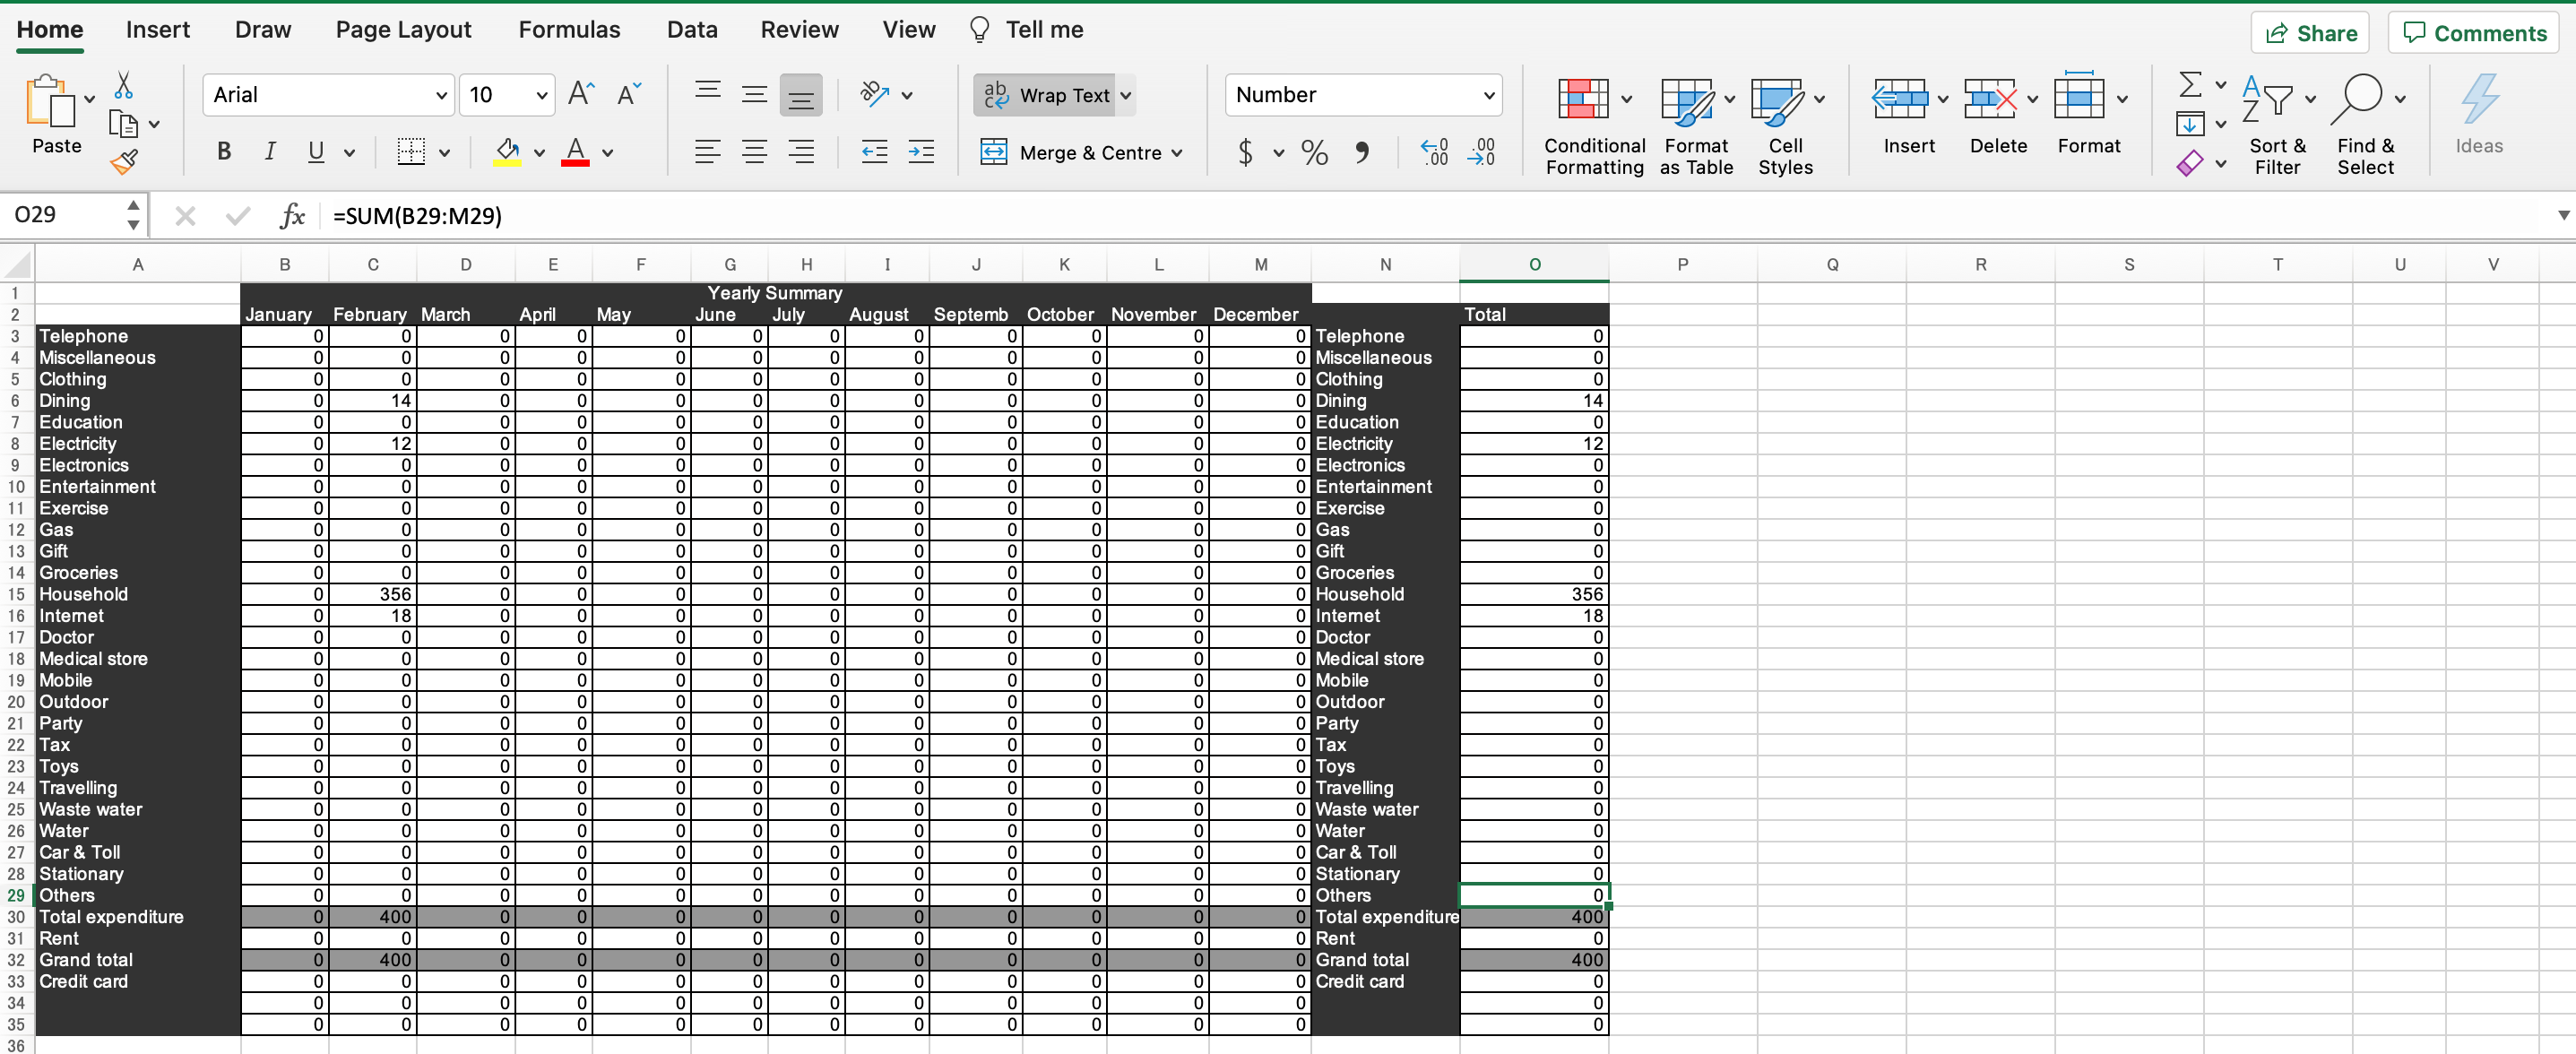 Home Insert Draw Page Layout Formulas Data Review View Tell me Share Comments
Paste Arial 10 Wrap Text Number Conditional Formatting Format as Table Cell Styles Insert Delete Format Sort & Filter Find & Select Ideas
B I U A Merge & Centre $ %
O29 fx =SUM(B29:M29)
A B C D E F G H I J K L M N O P Q R S T U V
1 Yearly Summary
2 January February March April May June July August Septemb October November December Total
3 Telephone 0 0 0 0 0 0 0 0 0 0 0 0 Telephone 0
4 Miscellaneous 0 0 0 0 0 0 0 0 0 0 0 0 Miscellaneous 0
5 Clothing 0 0 0 0 0 0 0 0 0 0 0 0 Clothing 0
6 Dining 0 14 0 0 0 0 0 0 0 0 0 0 Dining 14
7 Education 0 0 0 0 0 0 0 0 0 0 0 0 Education 0
8 Electricity 0 12 0 0 0 0 0 0 0 0 0 0 Electricity 12
9 Electronics 0 0 0 0 0 0 0 0 0 0 0 0 Electronics 0
10 Entertainment 0 0 0 0 0 0 0 0 0 0 0 0 Entertainment 0
11 Exercise 0 0 0 0 0 0 0 0 0 0 0 0 Exercise 0
12 Gas 0 0 0 0 0 0 0 0 0 0 0 0 Gas 0
13 Gift 0 0 0 0 0 0 0 0 0 0 0 0 Gift 0
14 Groceries 0 0 0 0 0 0 0 0 0 0 0 0 Groceries 0
15 Household 0 356 0 0 0 0 0 0 0 0 0 0 Household 356
16 Internet 0 18 0 0 0 0 0 0 0 0 0 0 Internet 18
17 Doctor 0 0 0 0 0 0 0 0 0 0 0 0 Doctor 0
18 Medical store 0 0 0 0 0 0 0 0 0 0 0 0 Medical store 0
19 Mobile 0 0 0 0 0 0 0 0 0 0 0 0 Mobile 0
20 Outdoor 0 0 0 0 0 0 0 0 0 0 0 0 Outdoor 0
21 Party 0 0 0 0 0 0 0 0 0 0 0 0 Party 0
22 Tax 0 0 0 0 0 0 0 0 0 0 0 0 Tax 0
23 Toys 0 0 0 0 0 0 0 0 0 0 0 0 Toys 0
24 Travelling 0 0 0 0 0 0 0 0 0 0 0 0 Travelling 0
25 Waste water 0 0 0 0 0 0 0 0 0 0 0 0 Waste water 0
26 Water 0 0 0 0 0 0 0 0 0 0 0 0 Water 0
27 Car & Toll 0 0 0 0 0 0 0 0 0 0 0 0 Car & Toll 0
28 Stationary 0 0 0 0 0 0 0 0 0 0 0 0 Stationary 0
29 Others 0 0 0 0 0 0 0 0 0 0 0 0 Others 0
30 Total expenditure 0 400 0 0 0 0 0 0 0 0 0 0 Total expenditure 400
31 Rent 0 0 0 0 0 0 0 0 0 0 0 0 Rent 0
32 Grand total 0 400 0 0 0 0 0 0 0 0 0 0 Grand total 400
33 Credit card 0 0 0 0 0 0 0 0 0 0 0 0 Credit card 0
34 0 0 0 0 0 0 0 0 0 0 0 0 0
35 0 0 0 0 0 0 0 0 0 0 0 0 0
36